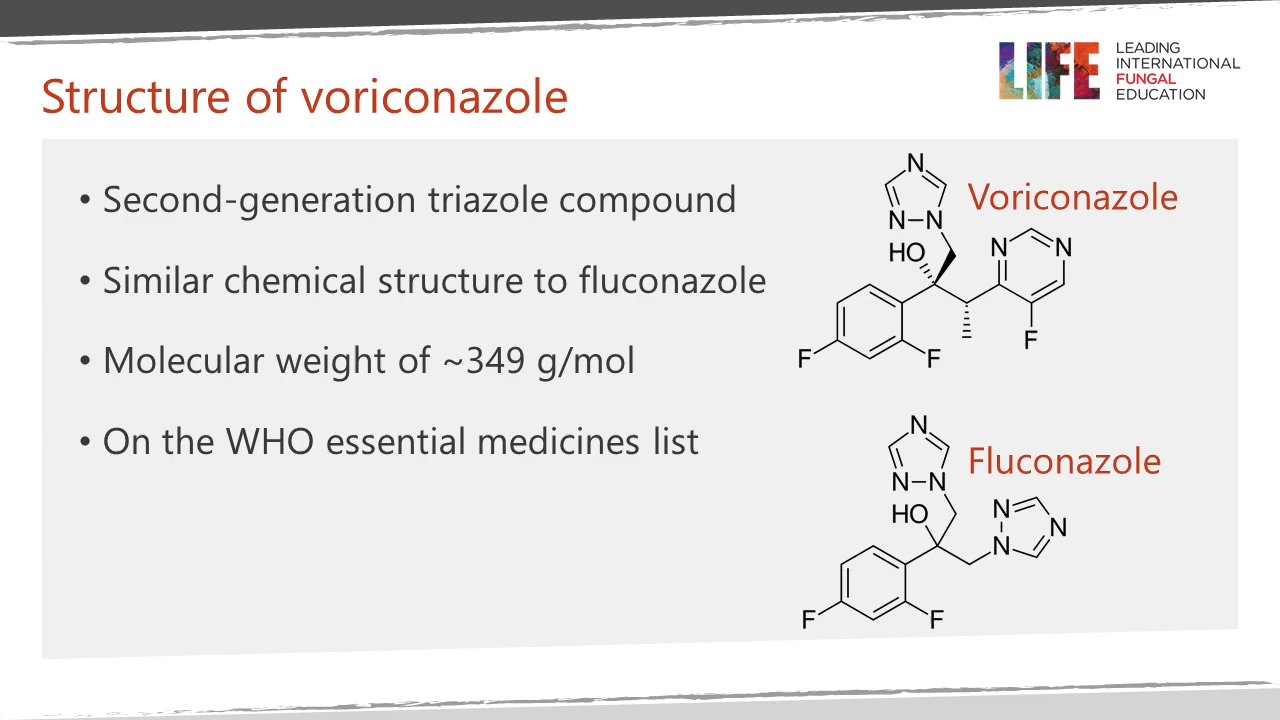 LEADING
INTERNATIONAL
FUNGAL
EDUCATION
LIFE
Structure of voriconazole
• Second-generation triazole compound
• Similar chemical structure to fluconazole
• Molecular weight of ~349 g/mol
• On the WHO essential medicines list
Voriconazole
N
N
N
HO
N
N
F
F
F
Fluconazole
N
N
N
HO
N
N
N
F
F